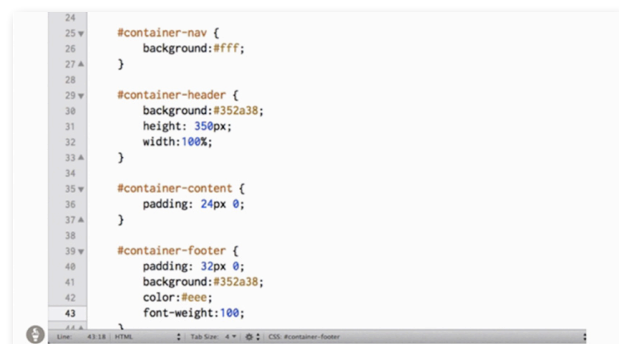 24
25 #container-nav {
26 background:#fff;
27 }
28
29 #container-header {
30 background:#352a38;
31 height: 350px;
32 width:100%;
33 }
34
35 #container-content {
36 padding: 24px 0;
37 }
38
39 #container-footer {
40 padding: 32px 0;
41 background:#352a38;
42 color:#eee;
43 font-weight:100;
44 }
Line: 43:18 HTML Tab Size: 4 CSS: #container-footer